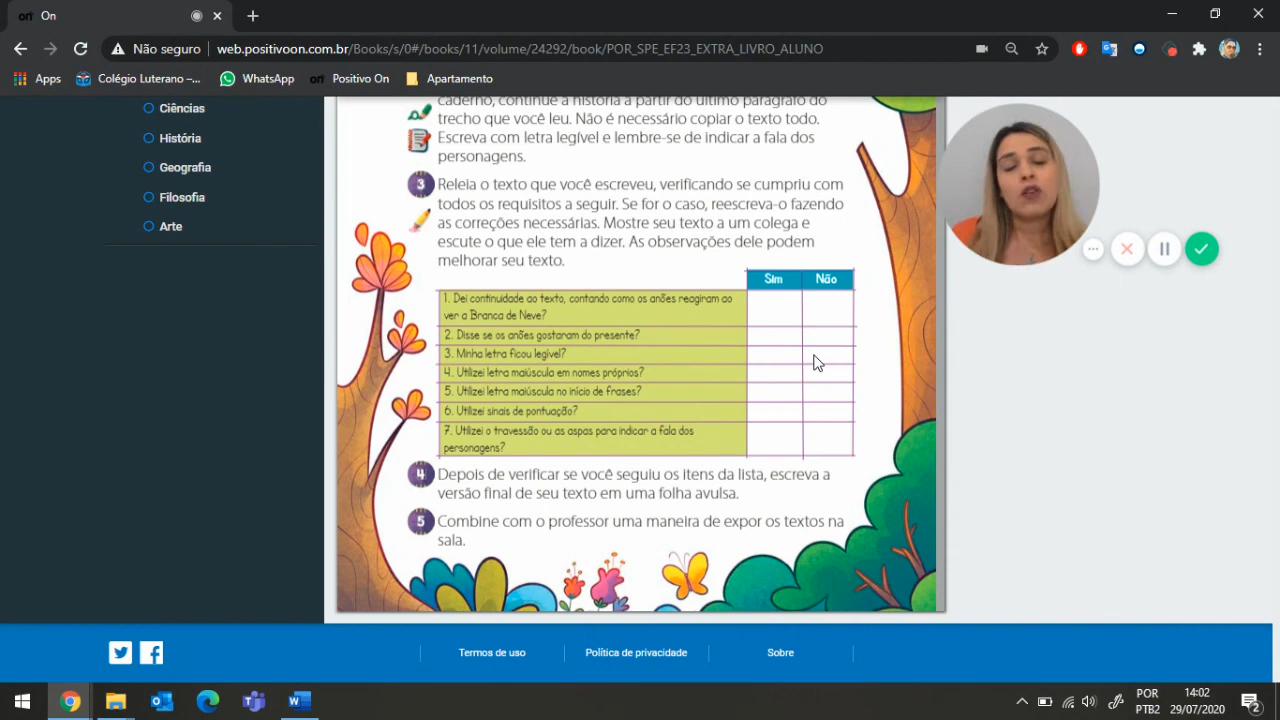 On
Não seguro
web.positivoon.com.br/Books/s/0#/books/11/volume/24292/book/POR_SPE_EF23_EXTRA_LIVRO_ALUNO
Apps
Colégio Luterano –...
WhatsApp
on
Positivo On
Apartamento
Ciências
História
Geografia
Filosofia
Arte
caderno, continue a história a partir do último parágrafo do
trecho que você leu. Não é necessário copiar o texto todo.
Escreva com letra legível e lembre-se de indicar a fala dos
personagens.
3 Releia o texto que você escreveu, verificando se cumpriu com
todos os requisitos a seguir. Se for o caso, reescreva-o fazendo
as correções necessárias. Mostre seu texto a um colega e
escute o que ele tem a dizer. As observações dele podem
melhorar seu texto.
Sim Não
1. Dei continuidade ao texto, contando como os anões reagiram ao
ver a Branca de Neve?
2. Disse se os anões gostaram do presente?
3. Minha letra ficou legível?
4. Utilizei letra maiúscula em nomes próprios?
5. Utilizei letra maiúscula no início de frases?
6. Utilizei sinais de pontuação?
7. Utilizei o travessão ou as aspas para indicar a fala dos
personagens?
4 Depois de verificar se você seguiu os itens da lista, escreva a
versão final de seu texto em uma folha avulsa.
5 Combine com o professor uma maneira de expor os textos na
sala.
Termos de uso
Política de privacidade
Sobre
POR
PTB2
14:02
29/07/2020
2